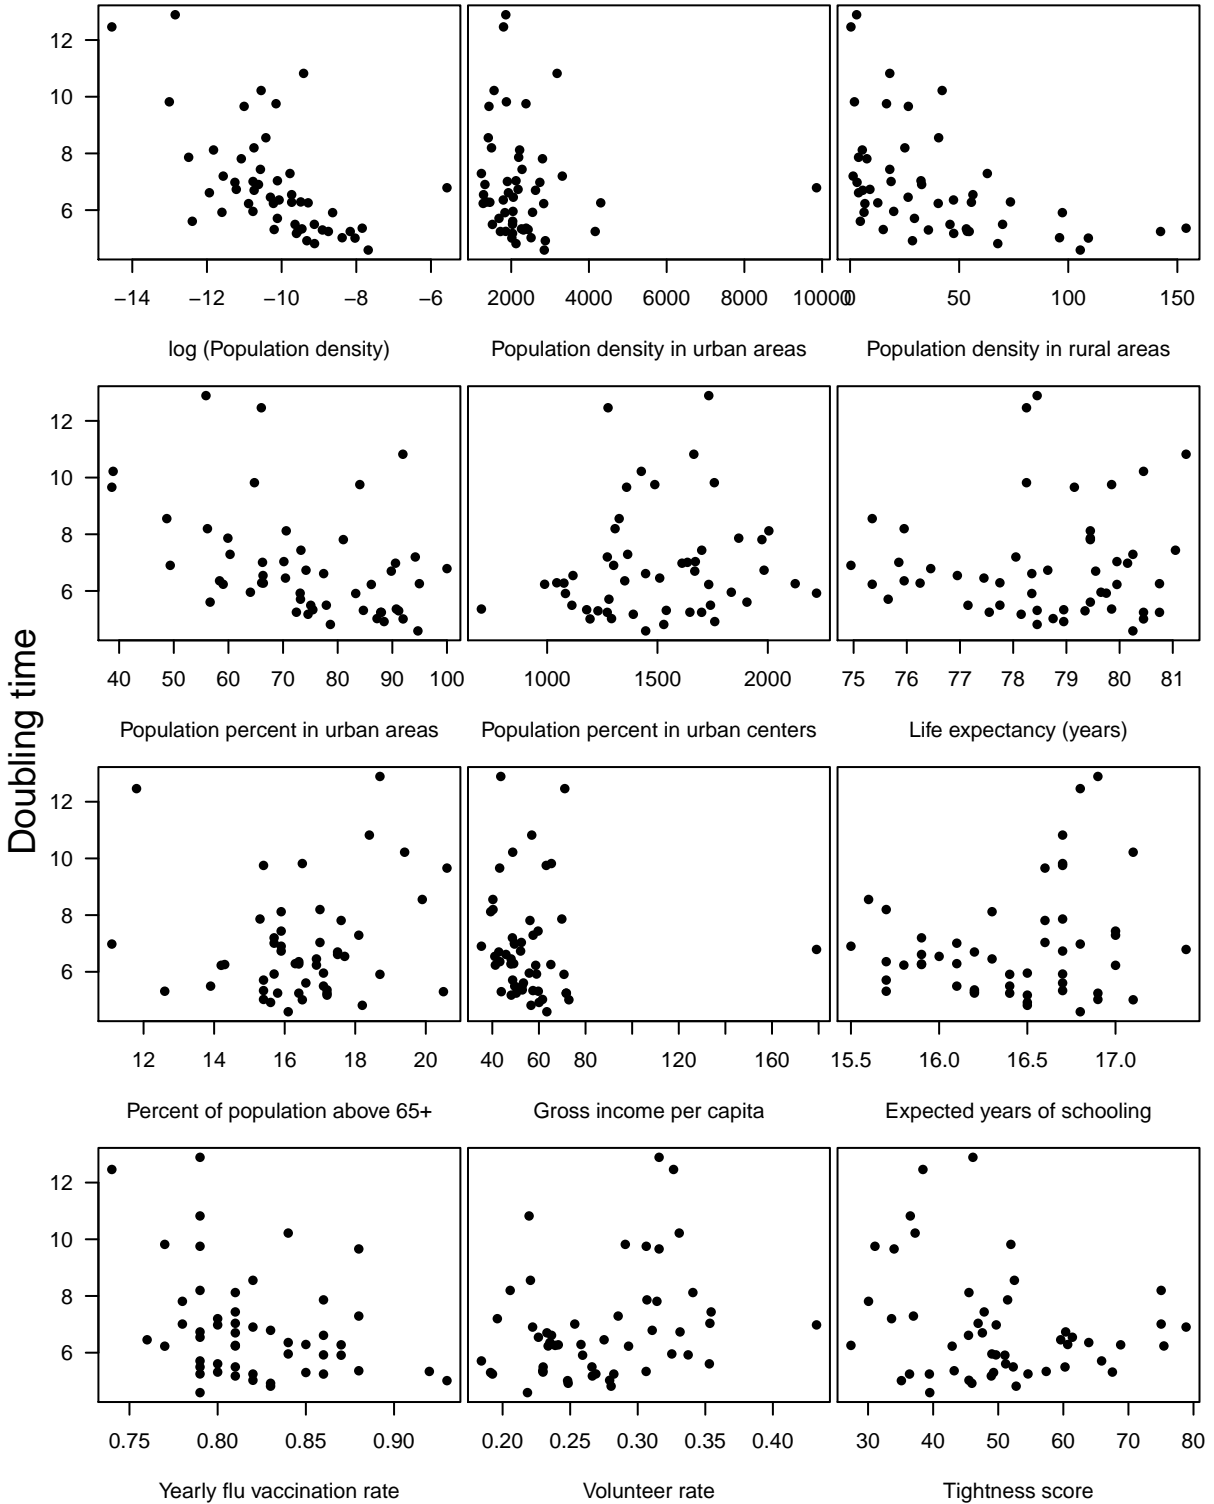 12
10
8
6
−14 −12 −10 −8 −6
2000 4000 6000 8000 10000
0 50 100 150
log (Population density)
Population density in urban areas
Population density in rural areas
12
10
8
6
40 50 60 70 80 90 100
1000 1500 2000
75 76 77 78 79 80 81
Population percent in urban areas
Population percent in urban centers
Life expectancy (years)
Doubling time
12
10
8
6
12 14 16 18 20
40 60 80 120 160
15.5 16.0 16.5 17.0
Percent of population above 65+
Gross income per capita
Expected years of schooling
12
10
8
6
0.75 0.80 0.85 0.90
0.20 0.25 0.30 0.35 0.40
30 40 50 60 70 80
Yearly flu vaccination rate
Volunteer rate
Tightness score